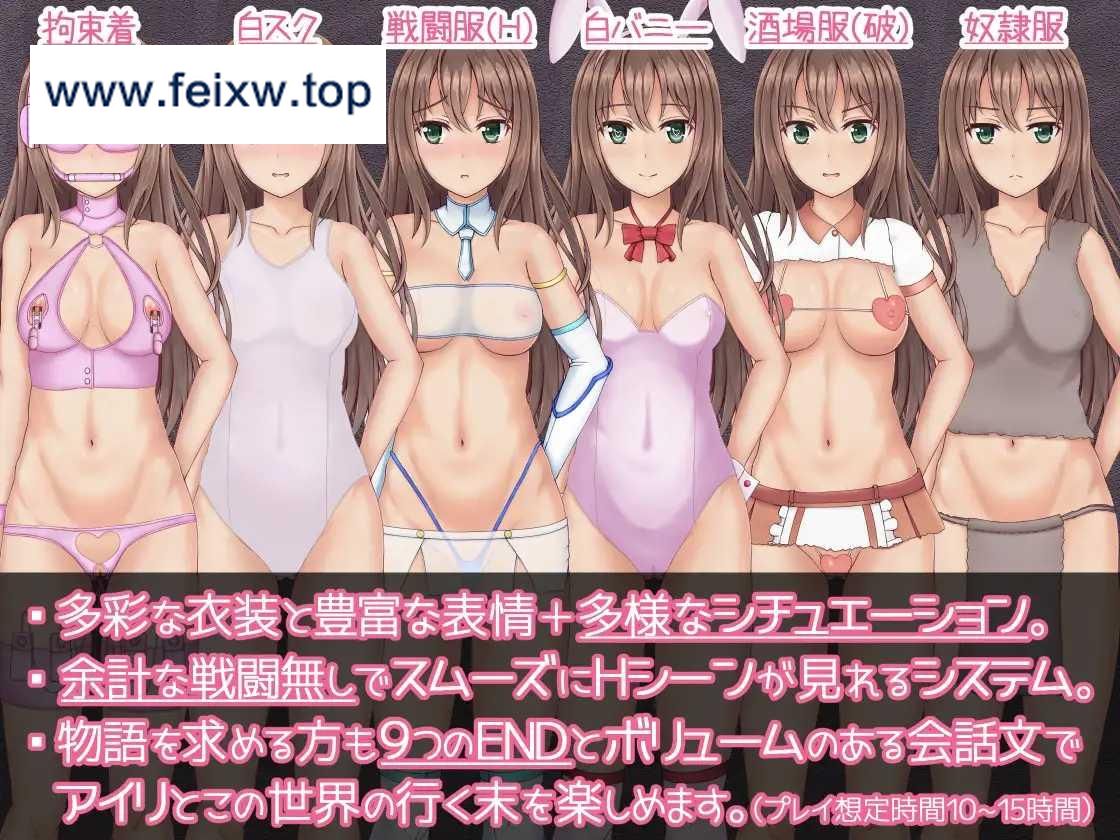 拘束着 白スク 戦闘服(H) 白バニー 酒場服(破) 奴隷服
www.feixw.top
・多彩な衣装と豊富な表情＋多様なシチュエーション。
・余計な戦闘無しでスムーズにHシーンが見れるシステム。
・物語を求める方も9つのENDとボリュームのある会話文で
アイリとこの世界の行く末を楽しめます。(プレイ想定時間10~15時間)